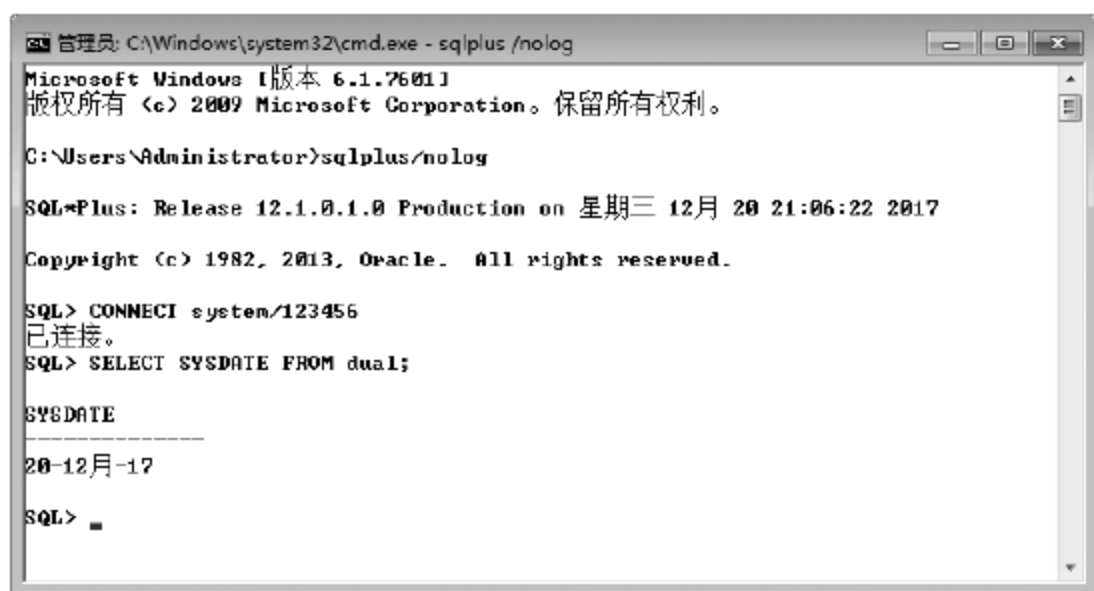 管理员: C:\Windows\system32\cmd.exe - sqlplus /nolog
Microsoft Windows [版本 6.1.7601]
版权所有 (c) 2009 Microsoft Corporation。保留所有权利。
C:\Users\Administrator>sqlplus/nolog
SQL*Plus: Release 12.1.0.1.0 Production on 星期三 12月 20 21:06:22 2017
Copyright (c) 1982, 2013, Oracle.  All rights reserved.
SQL> CONNECT system/123456
已连接。
SQL> SELECT SYSDATE FROM dual;
SYSDATE
--------------
20-12月-17
SQL> _